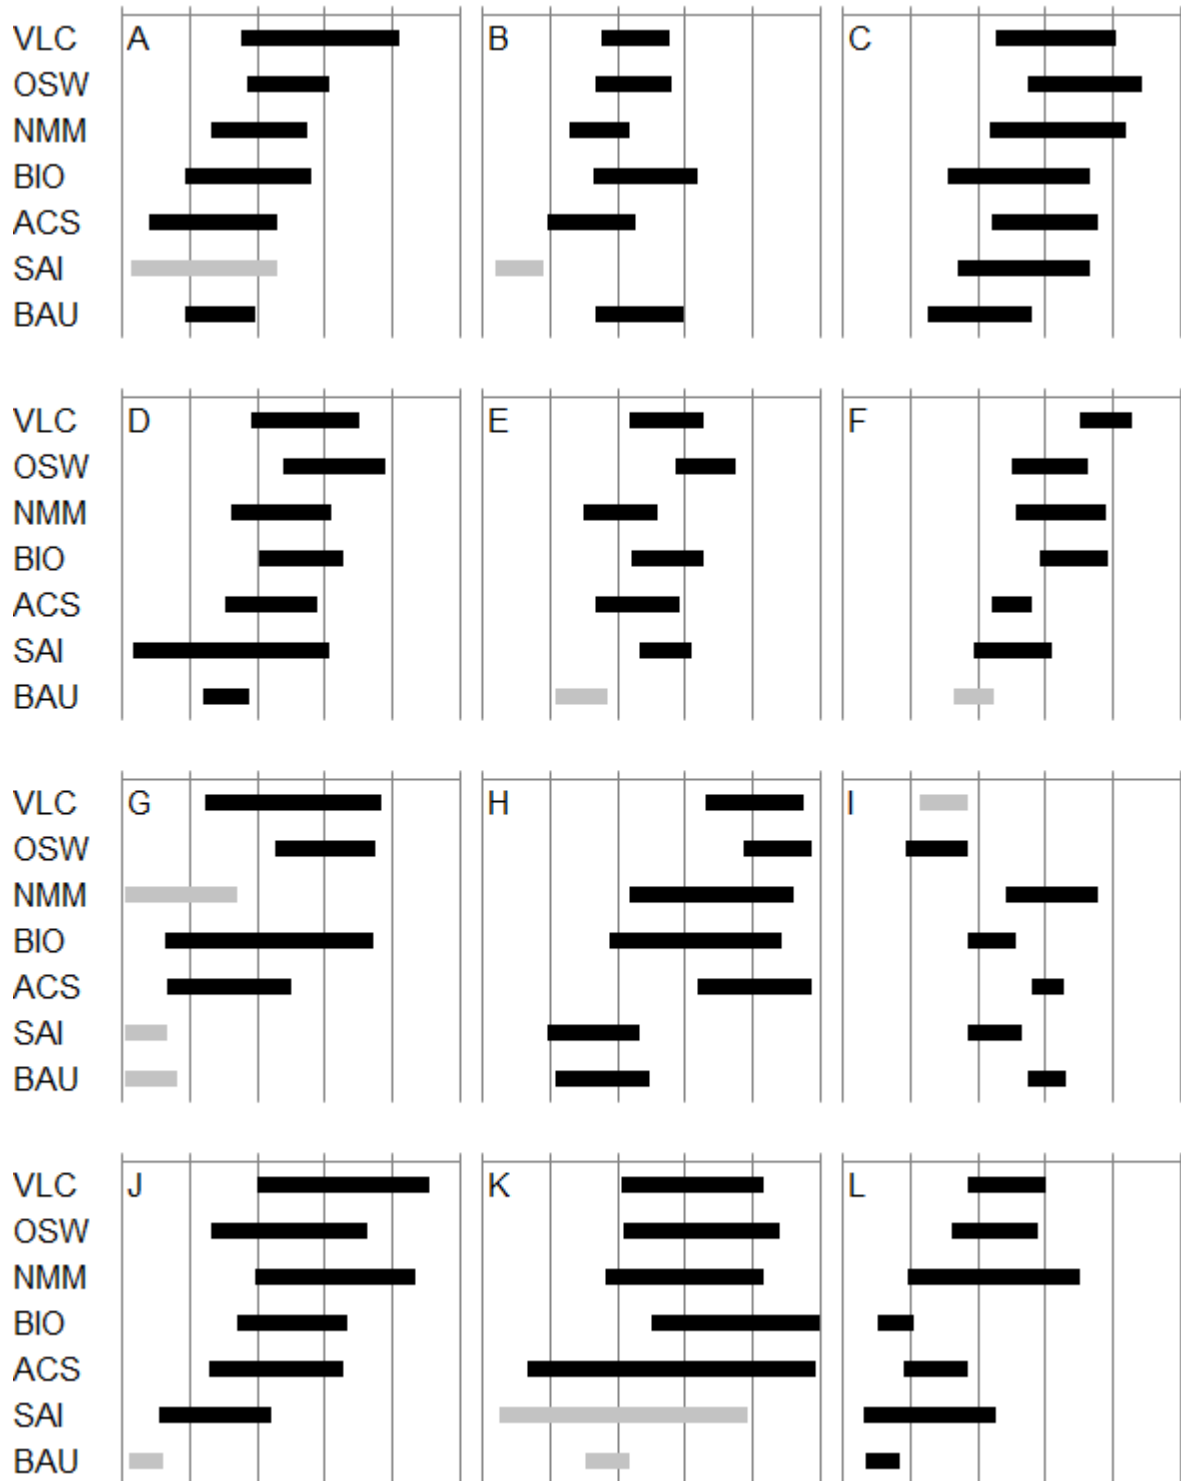 VLC A B C
OSW
NMM
BIO
ACS
SAI
BAU
VLC D E F
OSW
NMM
BIO
ACS
SAI
BAU
VLC G H I
OSW
NMM
BIO
ACS
SAI
BAU
VLC J K L
OSW
NMM
BIO
ACS
SAI
BAU